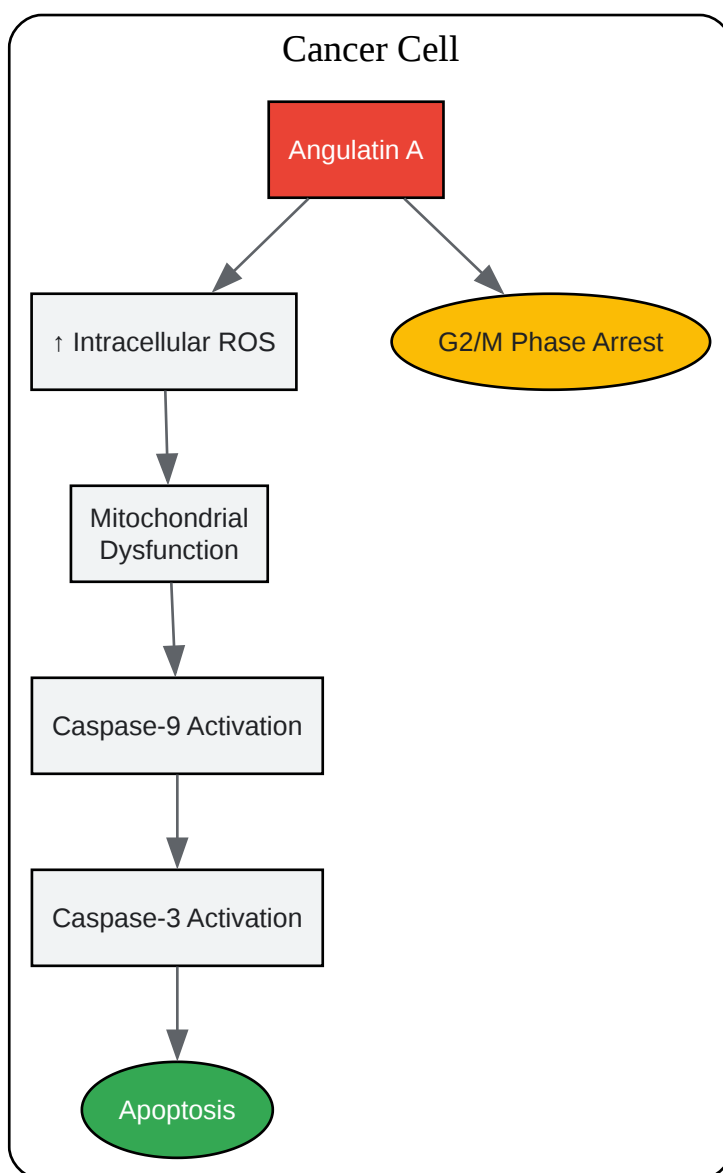 Cancer Cell
Angulatin A
↑ Intracellular ROS
G2/M Phase Arrest
Mitochondrial
Dysfunction
Caspase-9 Activation
Caspase-3 Activation
Apoptosis